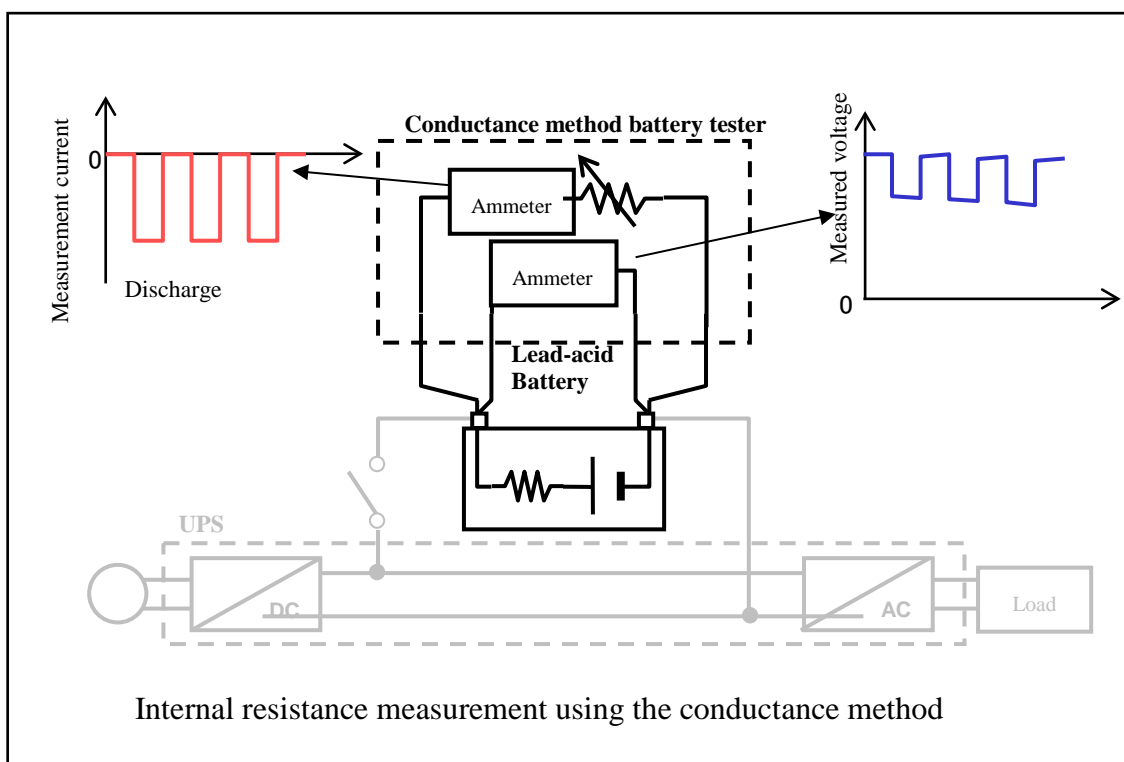 Conductance method battery tester
Measurement current
0
Discharge
Ammeter
Ammeter
Measured voltage
0
Lead-acid
Battery
UPS
DC
AC
Load
Internal resistance measurement using the conductance method